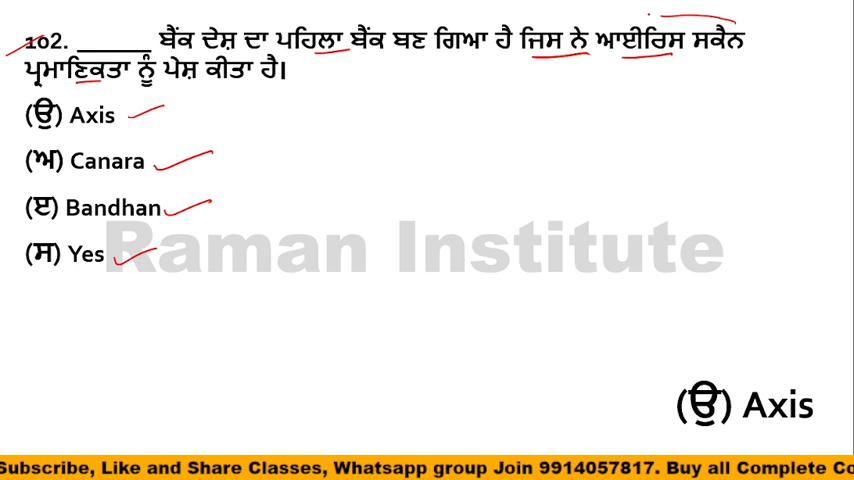 102. ______ ਬੈਂਕ ਦੇਸ਼ ਦਾ ਪਹਿਲਾ ਬੈਂਕ ਬਣ ਗਿਆ ਹੈ ਜਿਸ ਨੇ ਆਈਰਿਸ ਸਕੈਨ
ਪ੍ਰਮਾਣਿਕਤਾ ਨੂੰ ਪੇਸ਼ ਕੀਤਾ ਹੈ।
(ੳ) Axis
(ਅ) Canara
(ੲ) Bandhan
(ਸ) Yes
Raman Institute
(ੳ) Axis
Subscribe, Like and Share Classes, Whatsapp group Join 9914057817. Buy all Complete Co